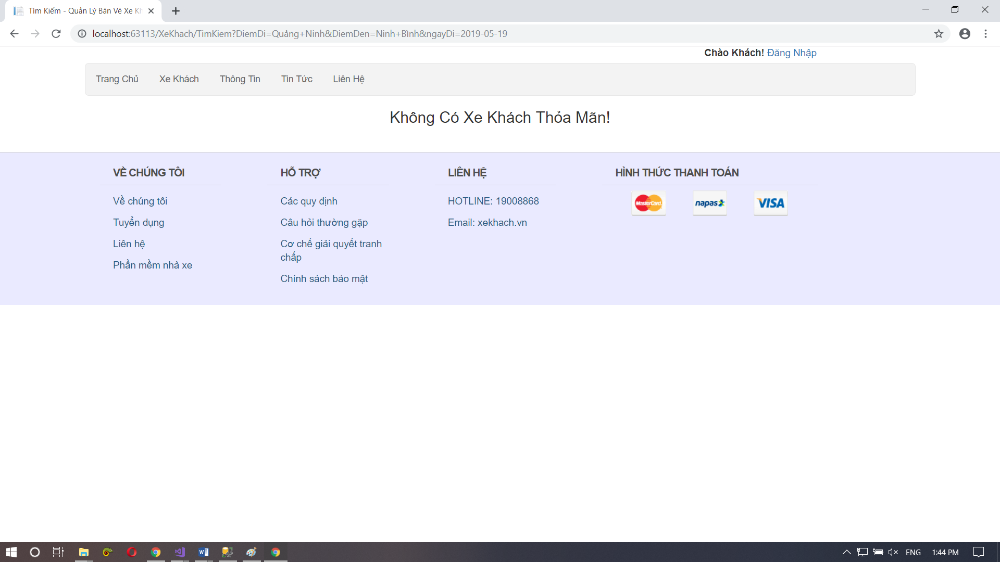 Tìm Kiếm - Quản Lý Bán Vé Xe Kh
localhost:63113/XeKhach/TimKiem?DiemDi=Quảng+Ninh&DiemDen=Ninh+Bình&ngayDi=2019-05-19
Chào Khách! Đăng Nhập
Trang Chủ Xe Khách Thông Tin Tin Tức Liên Hệ
Không Có Xe Khách Thỏa Mãn!
VỀ CHÚNG TÔI
Về chúng tôi
Tuyển dụng
Liên hệ
Phần mềm nhà xe
HỖ TRỢ
Các quy định
Câu hỏi thường gặp
Cơ chế giải quyết tranh
chấp
Chính sách bảo mật
LIÊN HỆ
HOTLINE: 19008868
Email: xekhach.vn
HÌNH THỨC THANH TOÁN
MasterCard napas VISA
ENG 1:44 PM